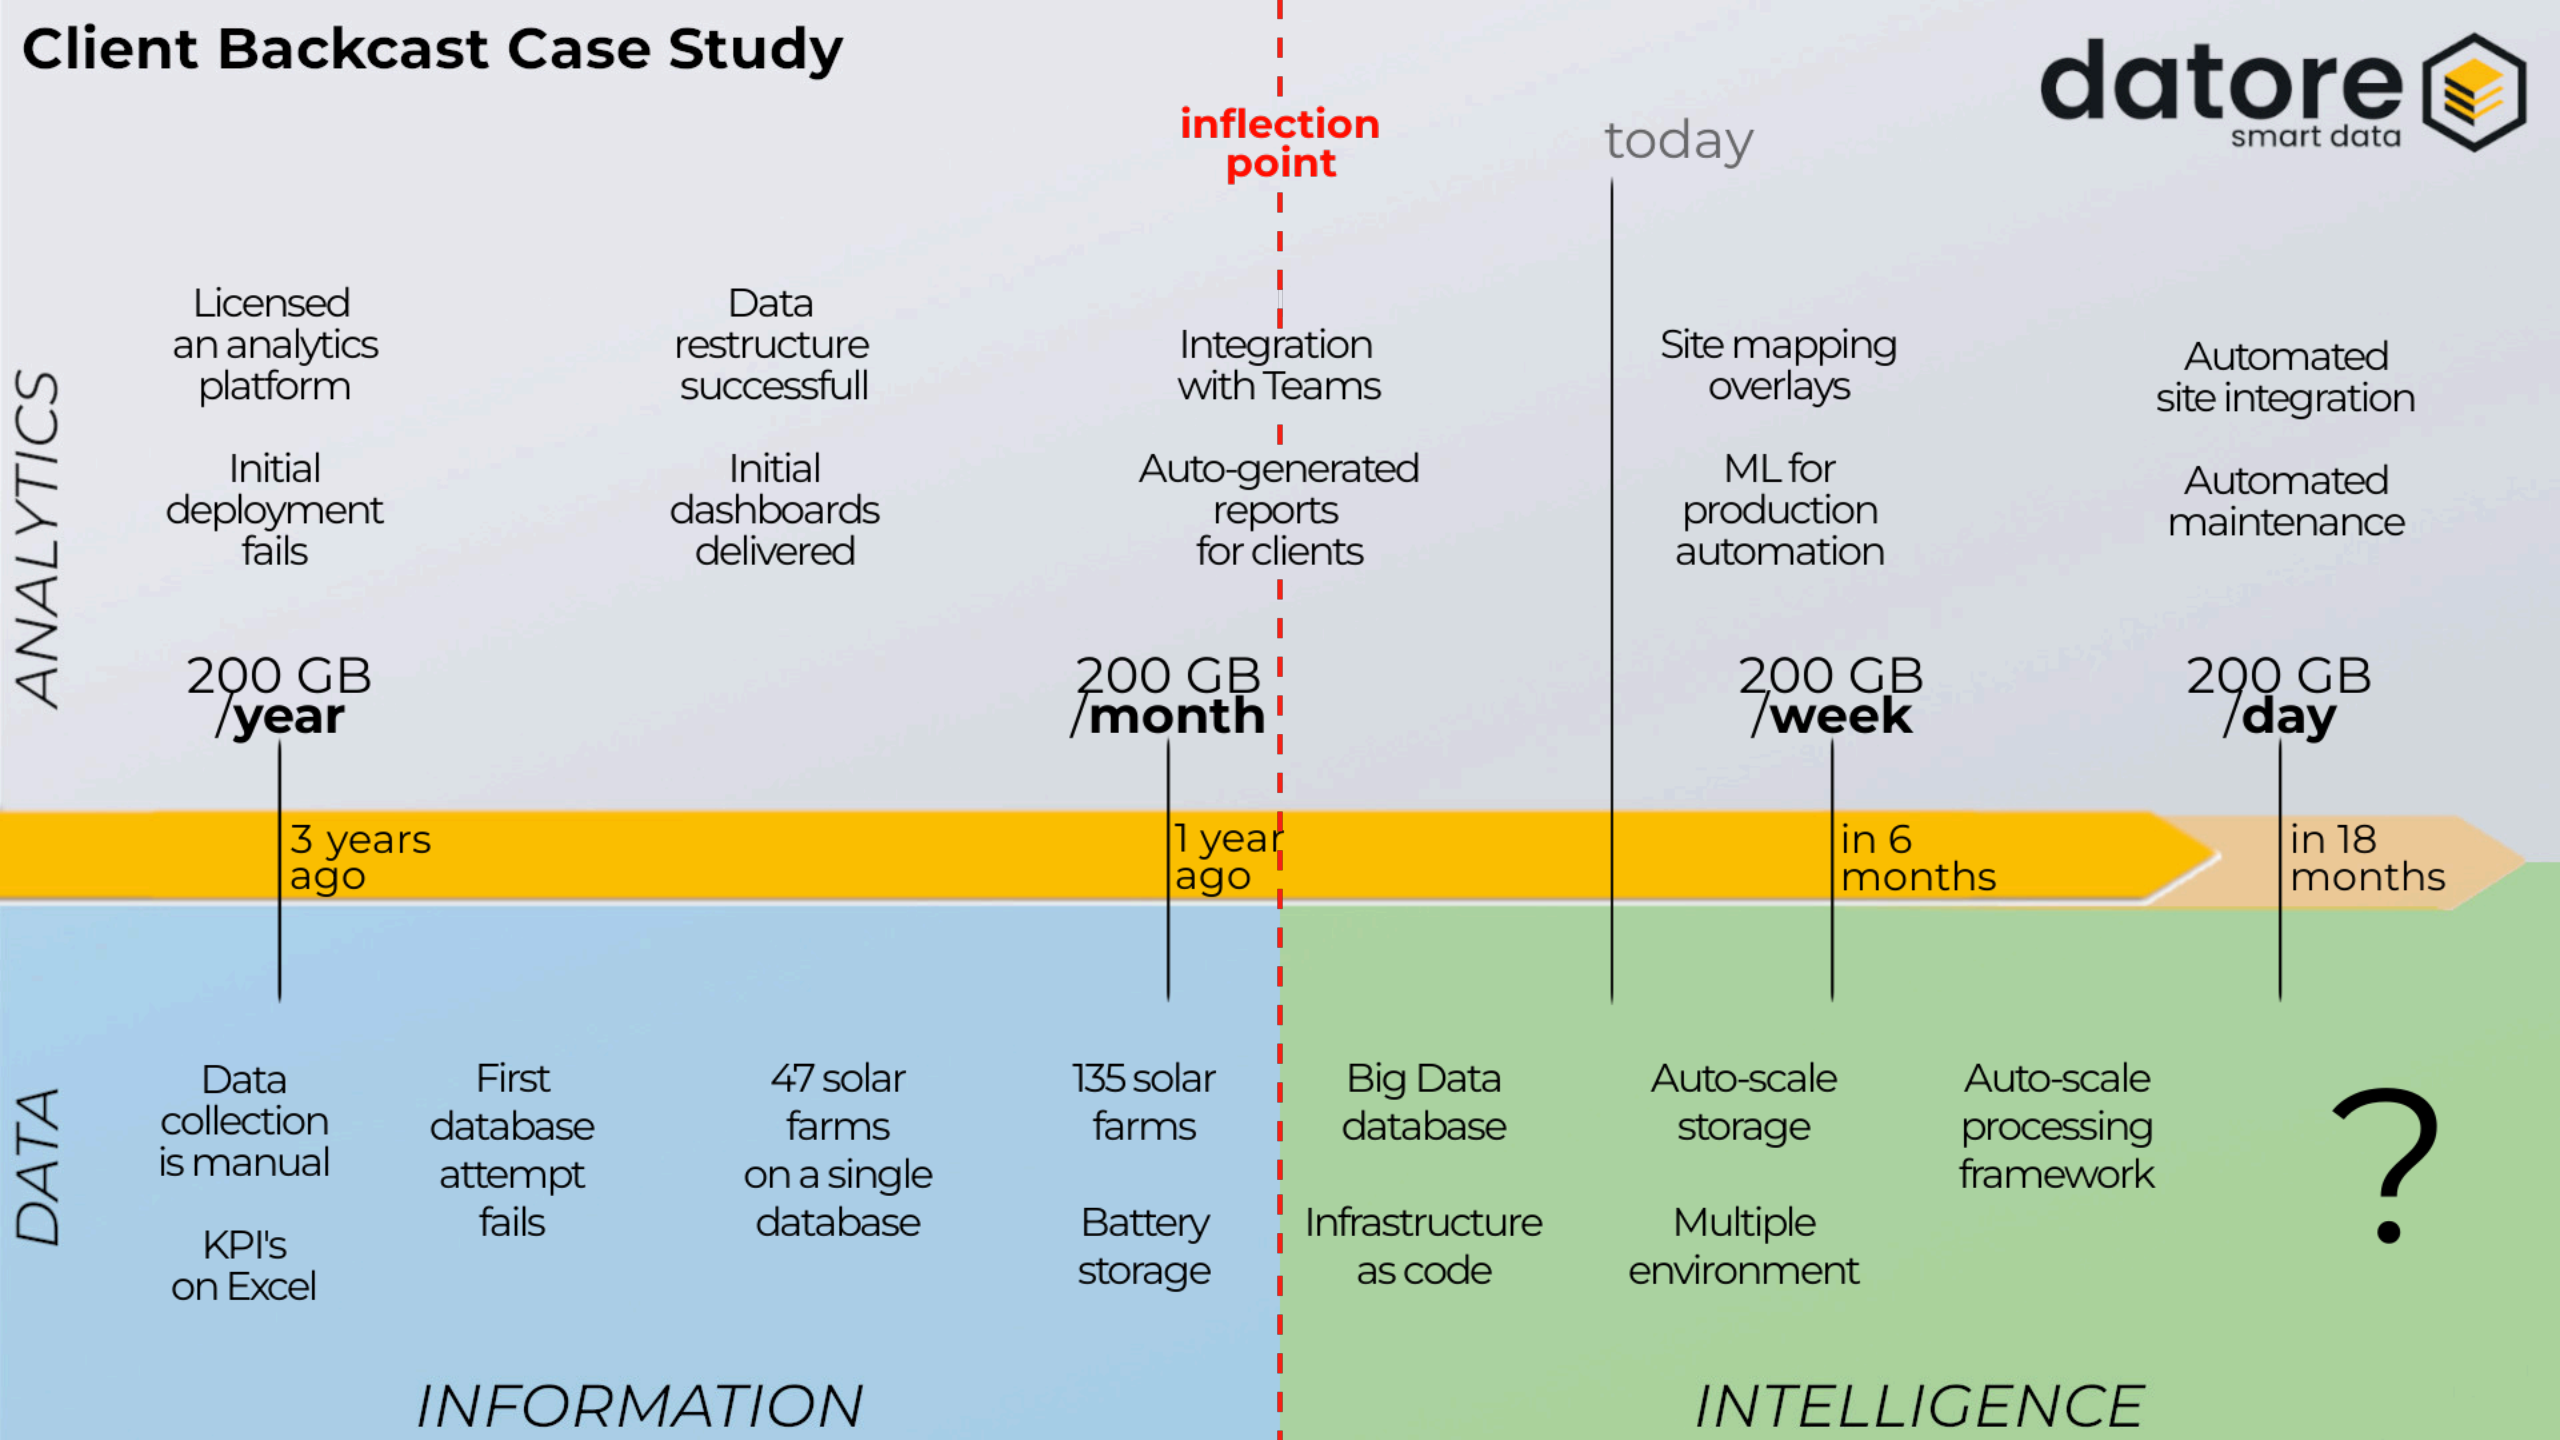 Client Backcast Case Study
datore
smart data
inflection
point
today
ANALYTICS
Licensed
an analytics
platform
Initial
deployment
fails
Data
restructure
successfull
Initial
dashboards
delivered
Integration
with Teams
Auto-generated
reports
for clients
Site mapping
overlays
ML for
production
automation
Automated
site integration
Automated
maintenance
200 GB
/year
200 GB
/month
200 GB
/week
200 GB
/day
3 years
ago
1 year
ago
in 6
months
in 18
months
DATA
Data
collection
is manual
KPI's
on Excel
First
database
attempt
fails
47 solar
farms
on a single
database
135 solar
farms
Battery
storage
Big Data
database
Infrastructure
as code
Auto-scale
storage
Multiple
environment
Auto-scale
processing
framework
?
INFORMATION
INTELLIGENCE